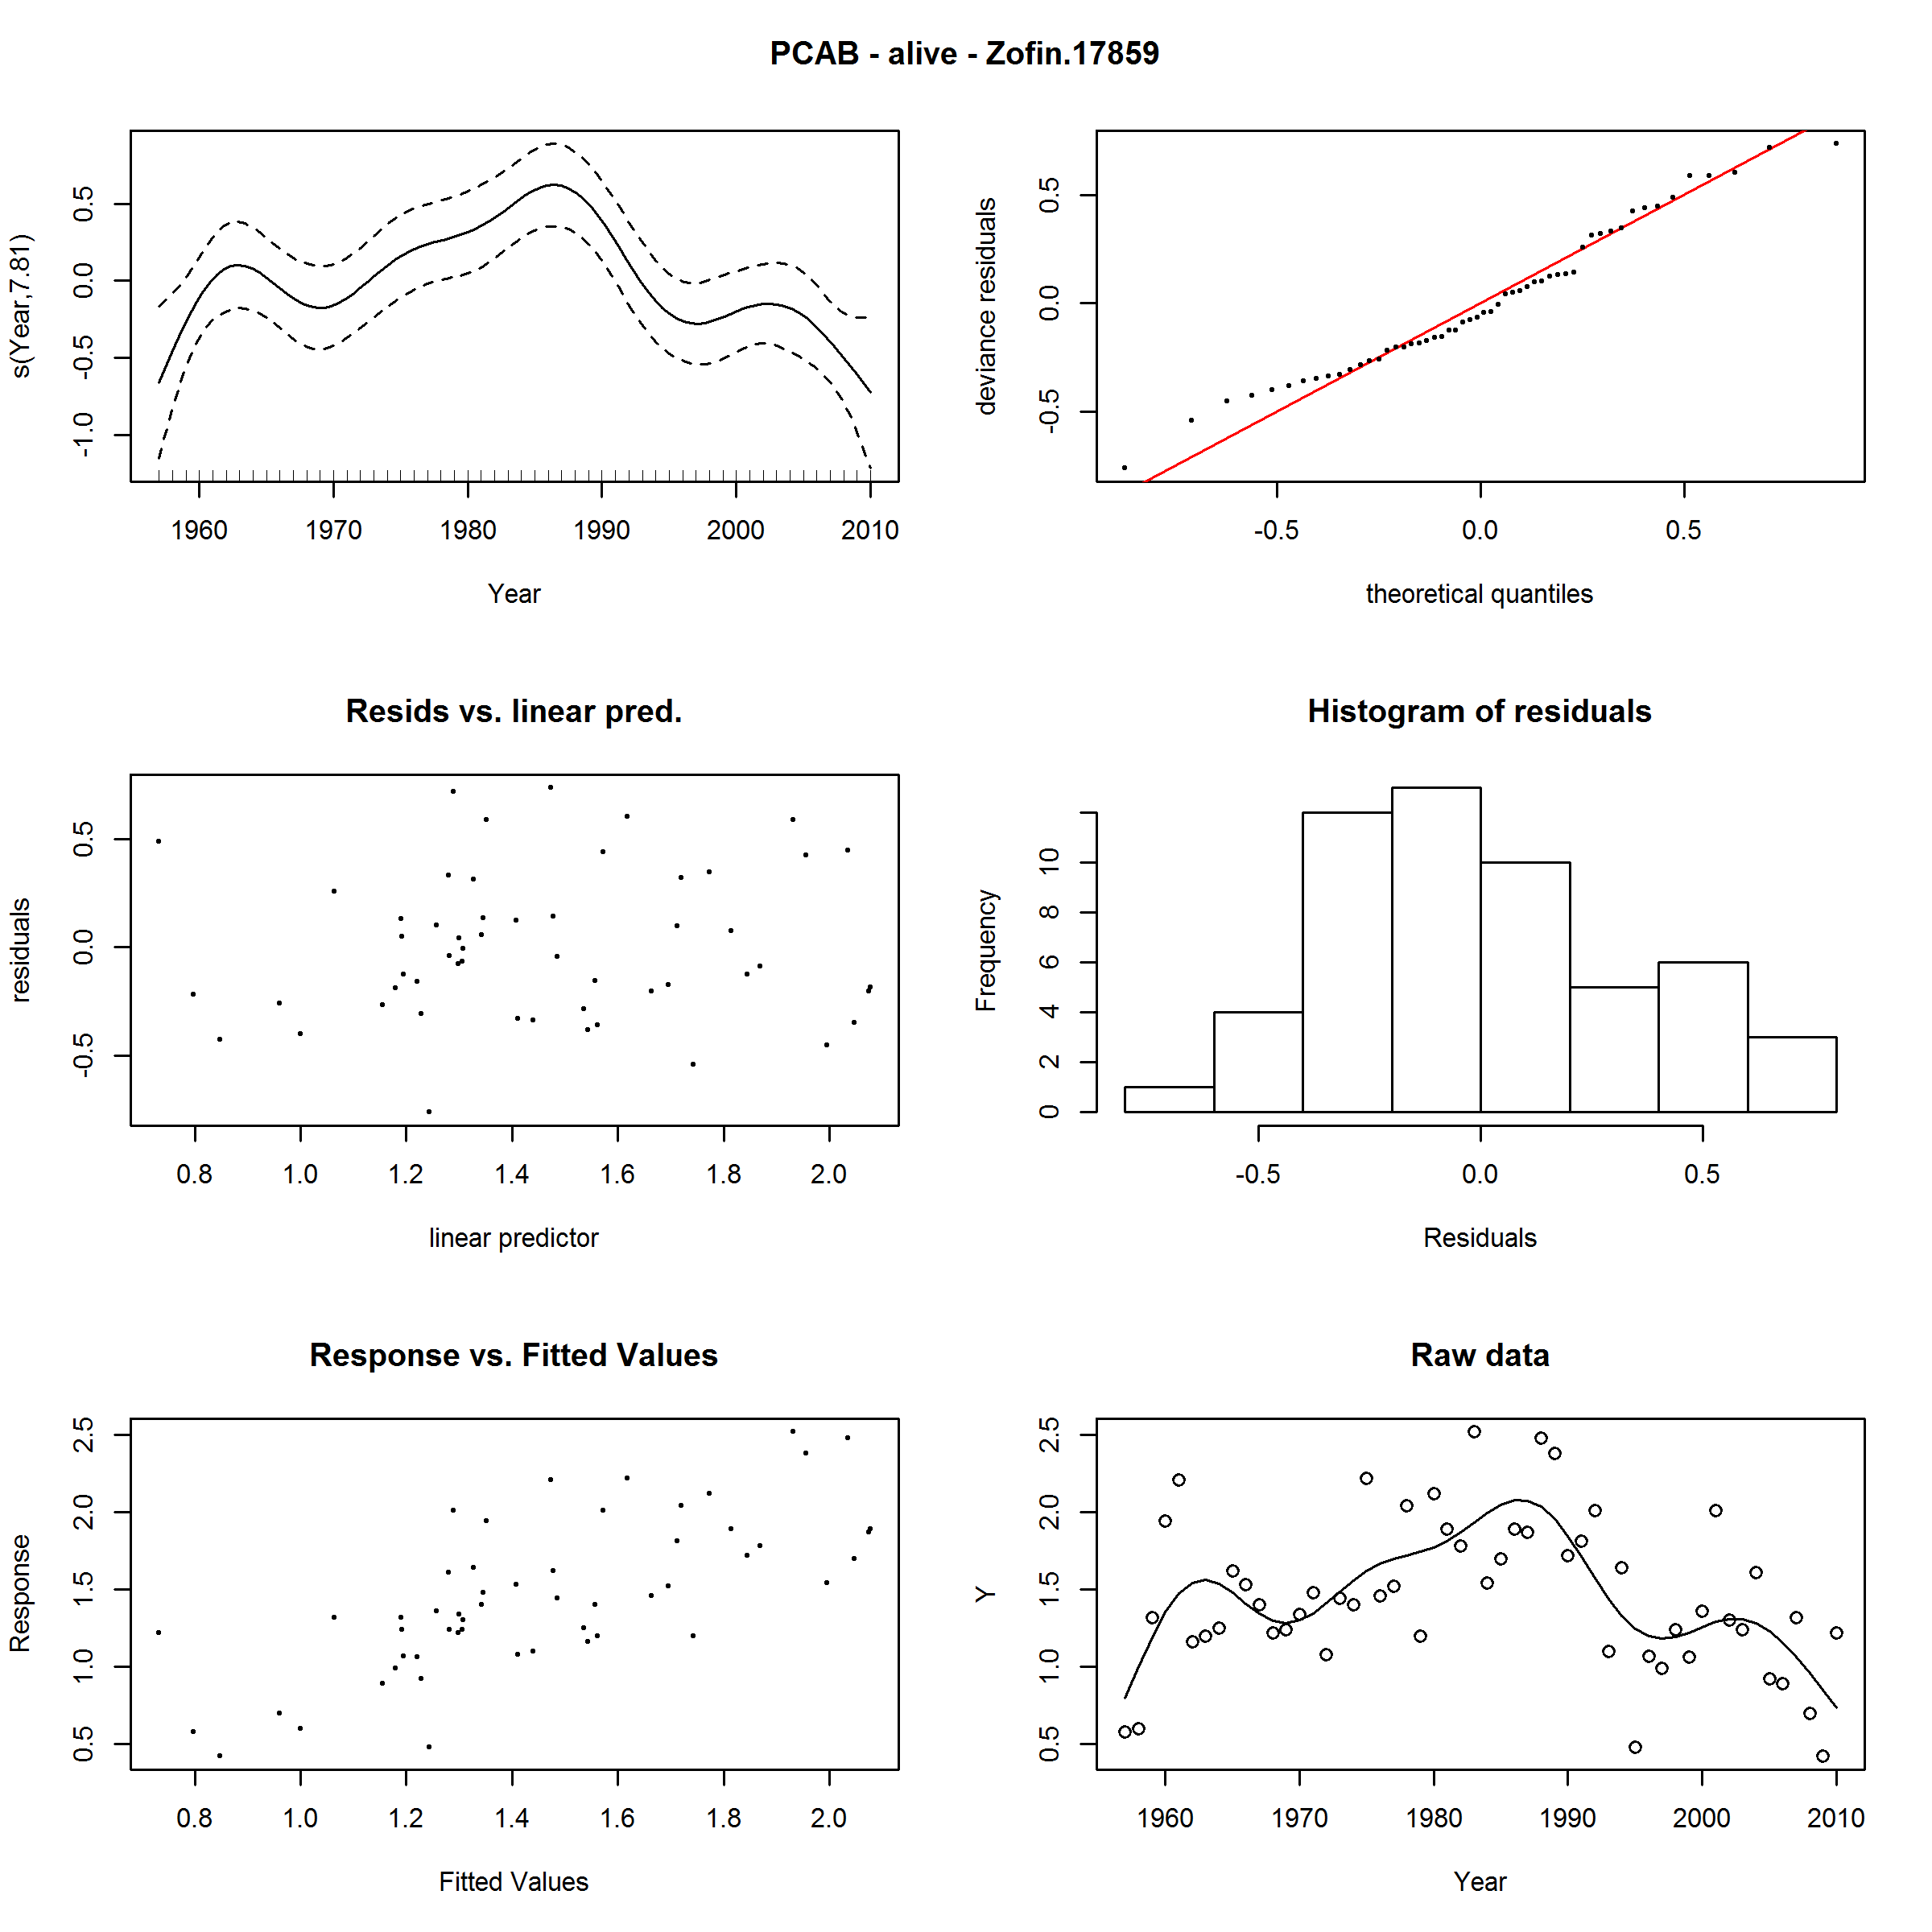 PCAB - alive - Zofin.17859
s(Year,7.81)
0.5
0.0
-0.5
-1.0
1960 1970 1980 1990 2000 2010
Year
deviance residuals
0.5
0.0
-0.5
-0.5 0.0 0.5
theoretical quantiles
Resids vs. linear pred.
residuals
0.5
0.0
-0.5
0.8 1.0 1.2 1.4 1.6 1.8 2.0
linear predictor
Histogram of residuals
Frequency
10
8
6
4
2
0
-0.5 0.0 0.5
Residuals
Response vs. Fitted Values
Response
2.5
2.0
1.5
1.0
0.5
0.8 1.0 1.2 1.4 1.6 1.8 2.0
Fitted Values
Raw data
Y
2.5
2.0
1.5
1.0
0.5
1960 1970 1980 1990 2000 2010
Year